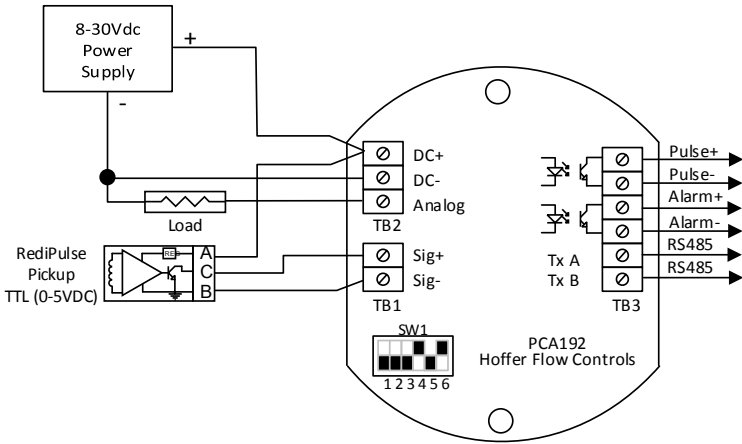 8-30Vdc
Power
Supply
+
-
DC+
DC-
Analog
TB2
Load
RediPulse
Pickup
TTL (0-5VDC)
A
C
B
Sig+
Sig-
TB1
SW1
1 2 3 4 5 6
Pulse+
Pulse-
Alarm+
Alarm-
RS485
RS485
Tx A
Tx B
TB3
PCA192
Hoffer Flow Controls